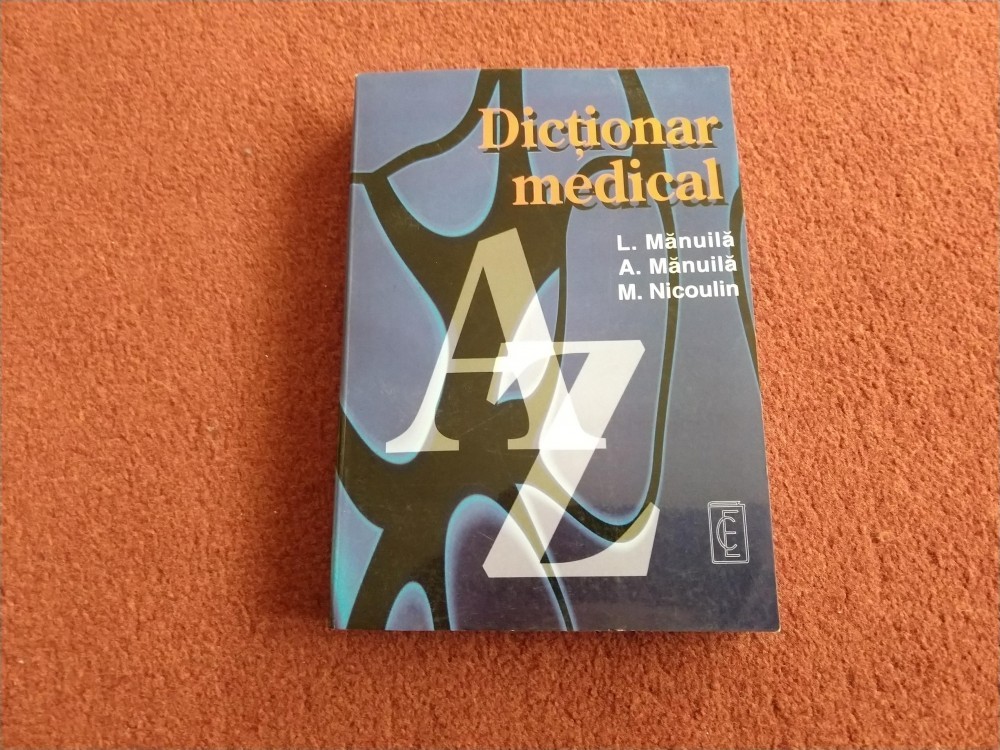 Dicționar
medical
L. Mănuilă
A. Mănuilă
M. Nicoulin
A
Z